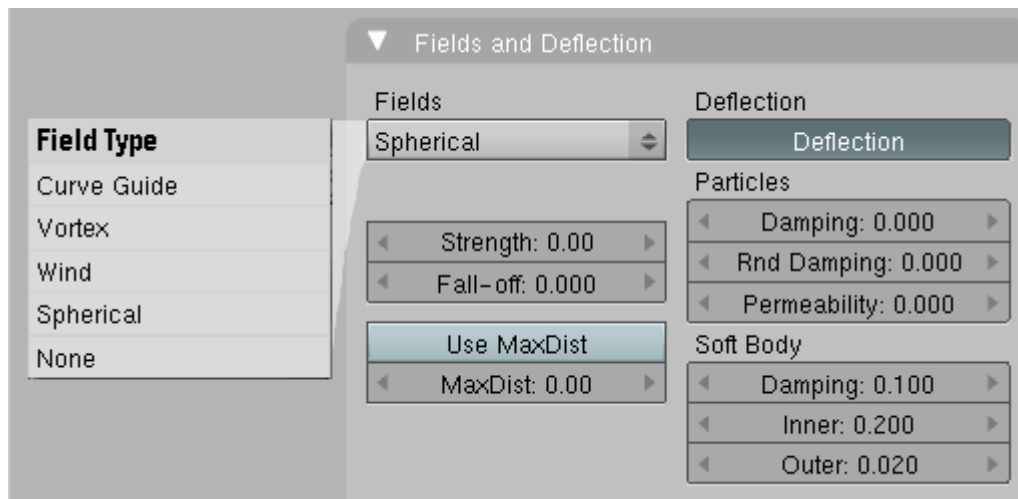 Fields and Deflection
Field Type
Curve Guide
Vortex
Wind
Spherical
None
Fields
Spherical
Strength: 0.00
Fall-off: 0.000
Use MaxDist
MaxDist: 0.00
Deflection
Deflection
Particles
Damping: 0.000
Rnd Damping: 0.000
Permeability: 0.000
Soft Body
Damping: 0.100
Inner: 0.200
Outer: 0.020